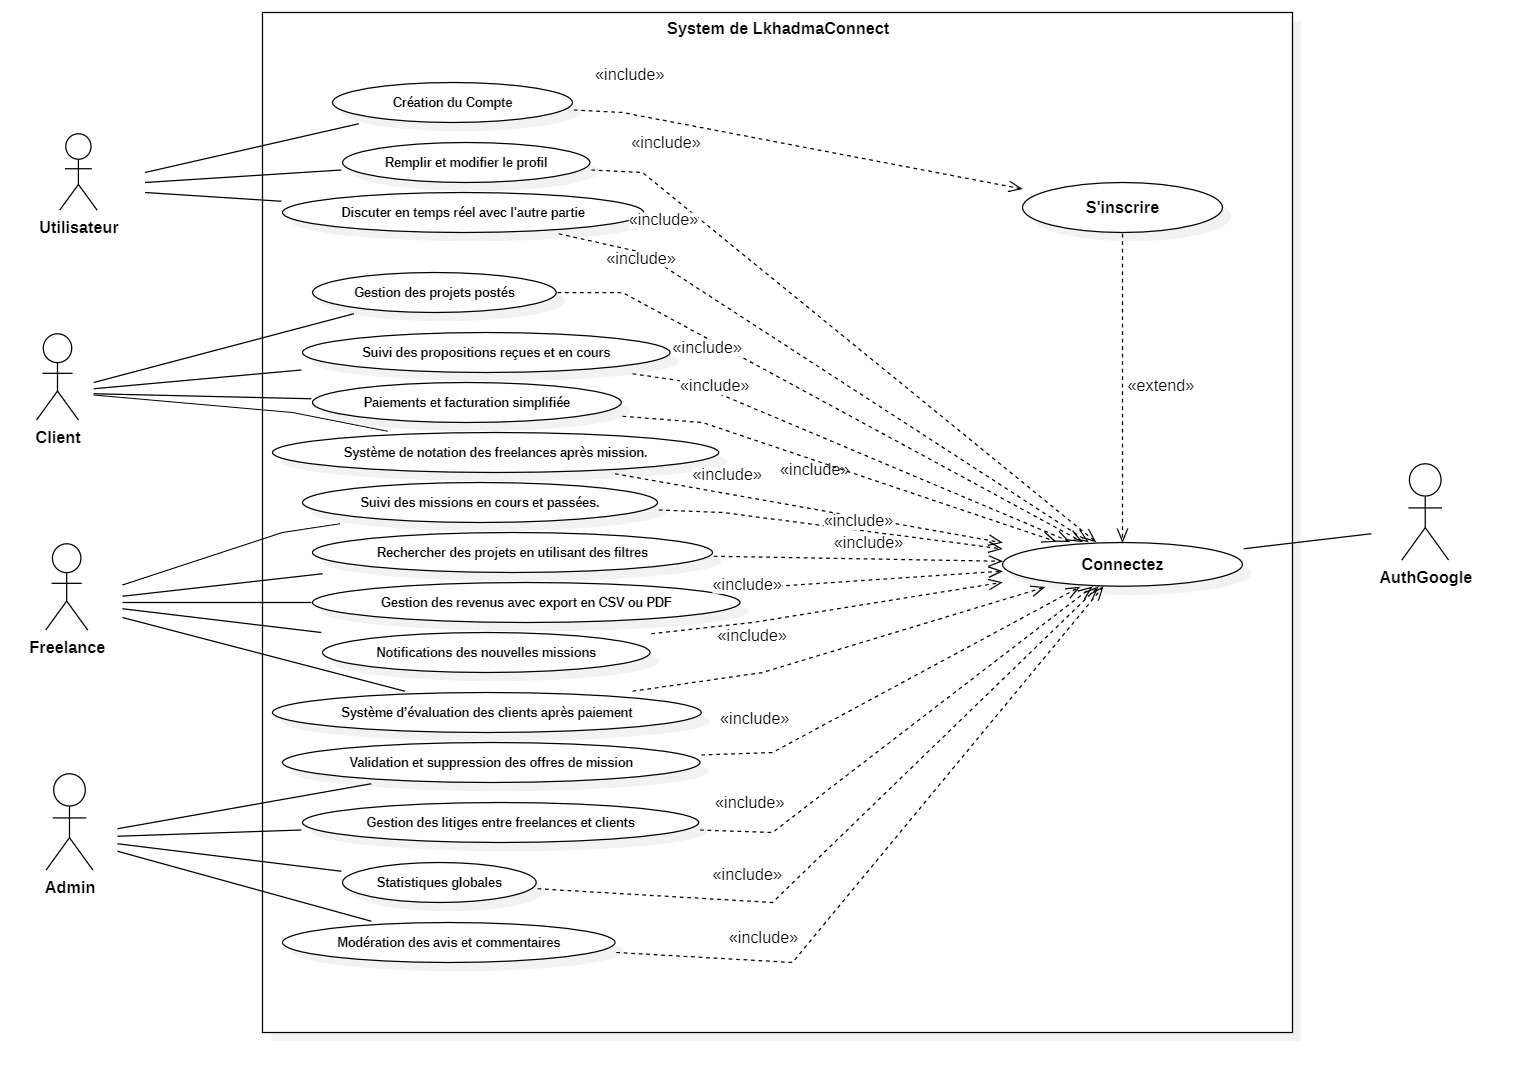 System de LkhadmaConnect
«include»
Création du Compte
«include»
Remplir et modifier le profil
S'inscrire
Utilisateur
Discuter en temps réel avec l'autre partie
«include»
«include»
Gestion des projets postés
«include»
Suivi des propositions reçues et en cours
«include»
«extend»
Paiements et facturation simplifiée
Client
Système de notation des freelances après mission.
«include»
«include»
Suivi des missions en cours et passées.
«include»
«include»
Rechercher des projets en utilisant des filtres
Connectez
AuthGoogle
«include»
Gestion des revenus avec export en CSV ou PDF
«include»
Freelance
Notifications des nouvelles missions
Système d'évaluation des clients après paiement
«include»
Validation et suppression des offres de mission
«include»
Gestion des litiges entre freelances et clients
«include»
Admin
Statistiques globales
«include»
Modération des avis et commentaires